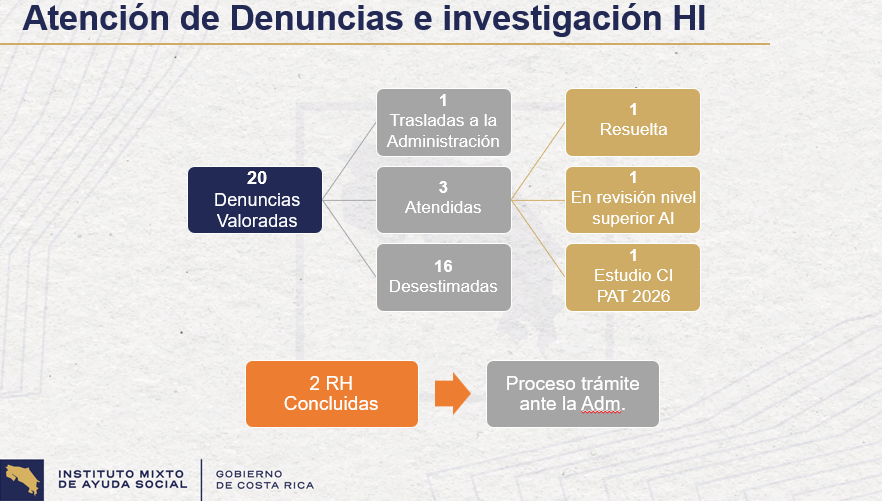 Atención de Denuncias e investigación HI
1
Trasladas a la
Administración
1
Resuelta
20
Denuncias
Valoradas
3
Atendidas
1
En revisión nivel
superior AI
16
Desestimadas
1
Estudio CI
PAT 2026
2 RH
Concluidas
Proceso trámite
ante la Adm.
INSTITUTO MIXTO
DE AYUDA SOCIAL
GOBIERNO
DE COSTA RICA